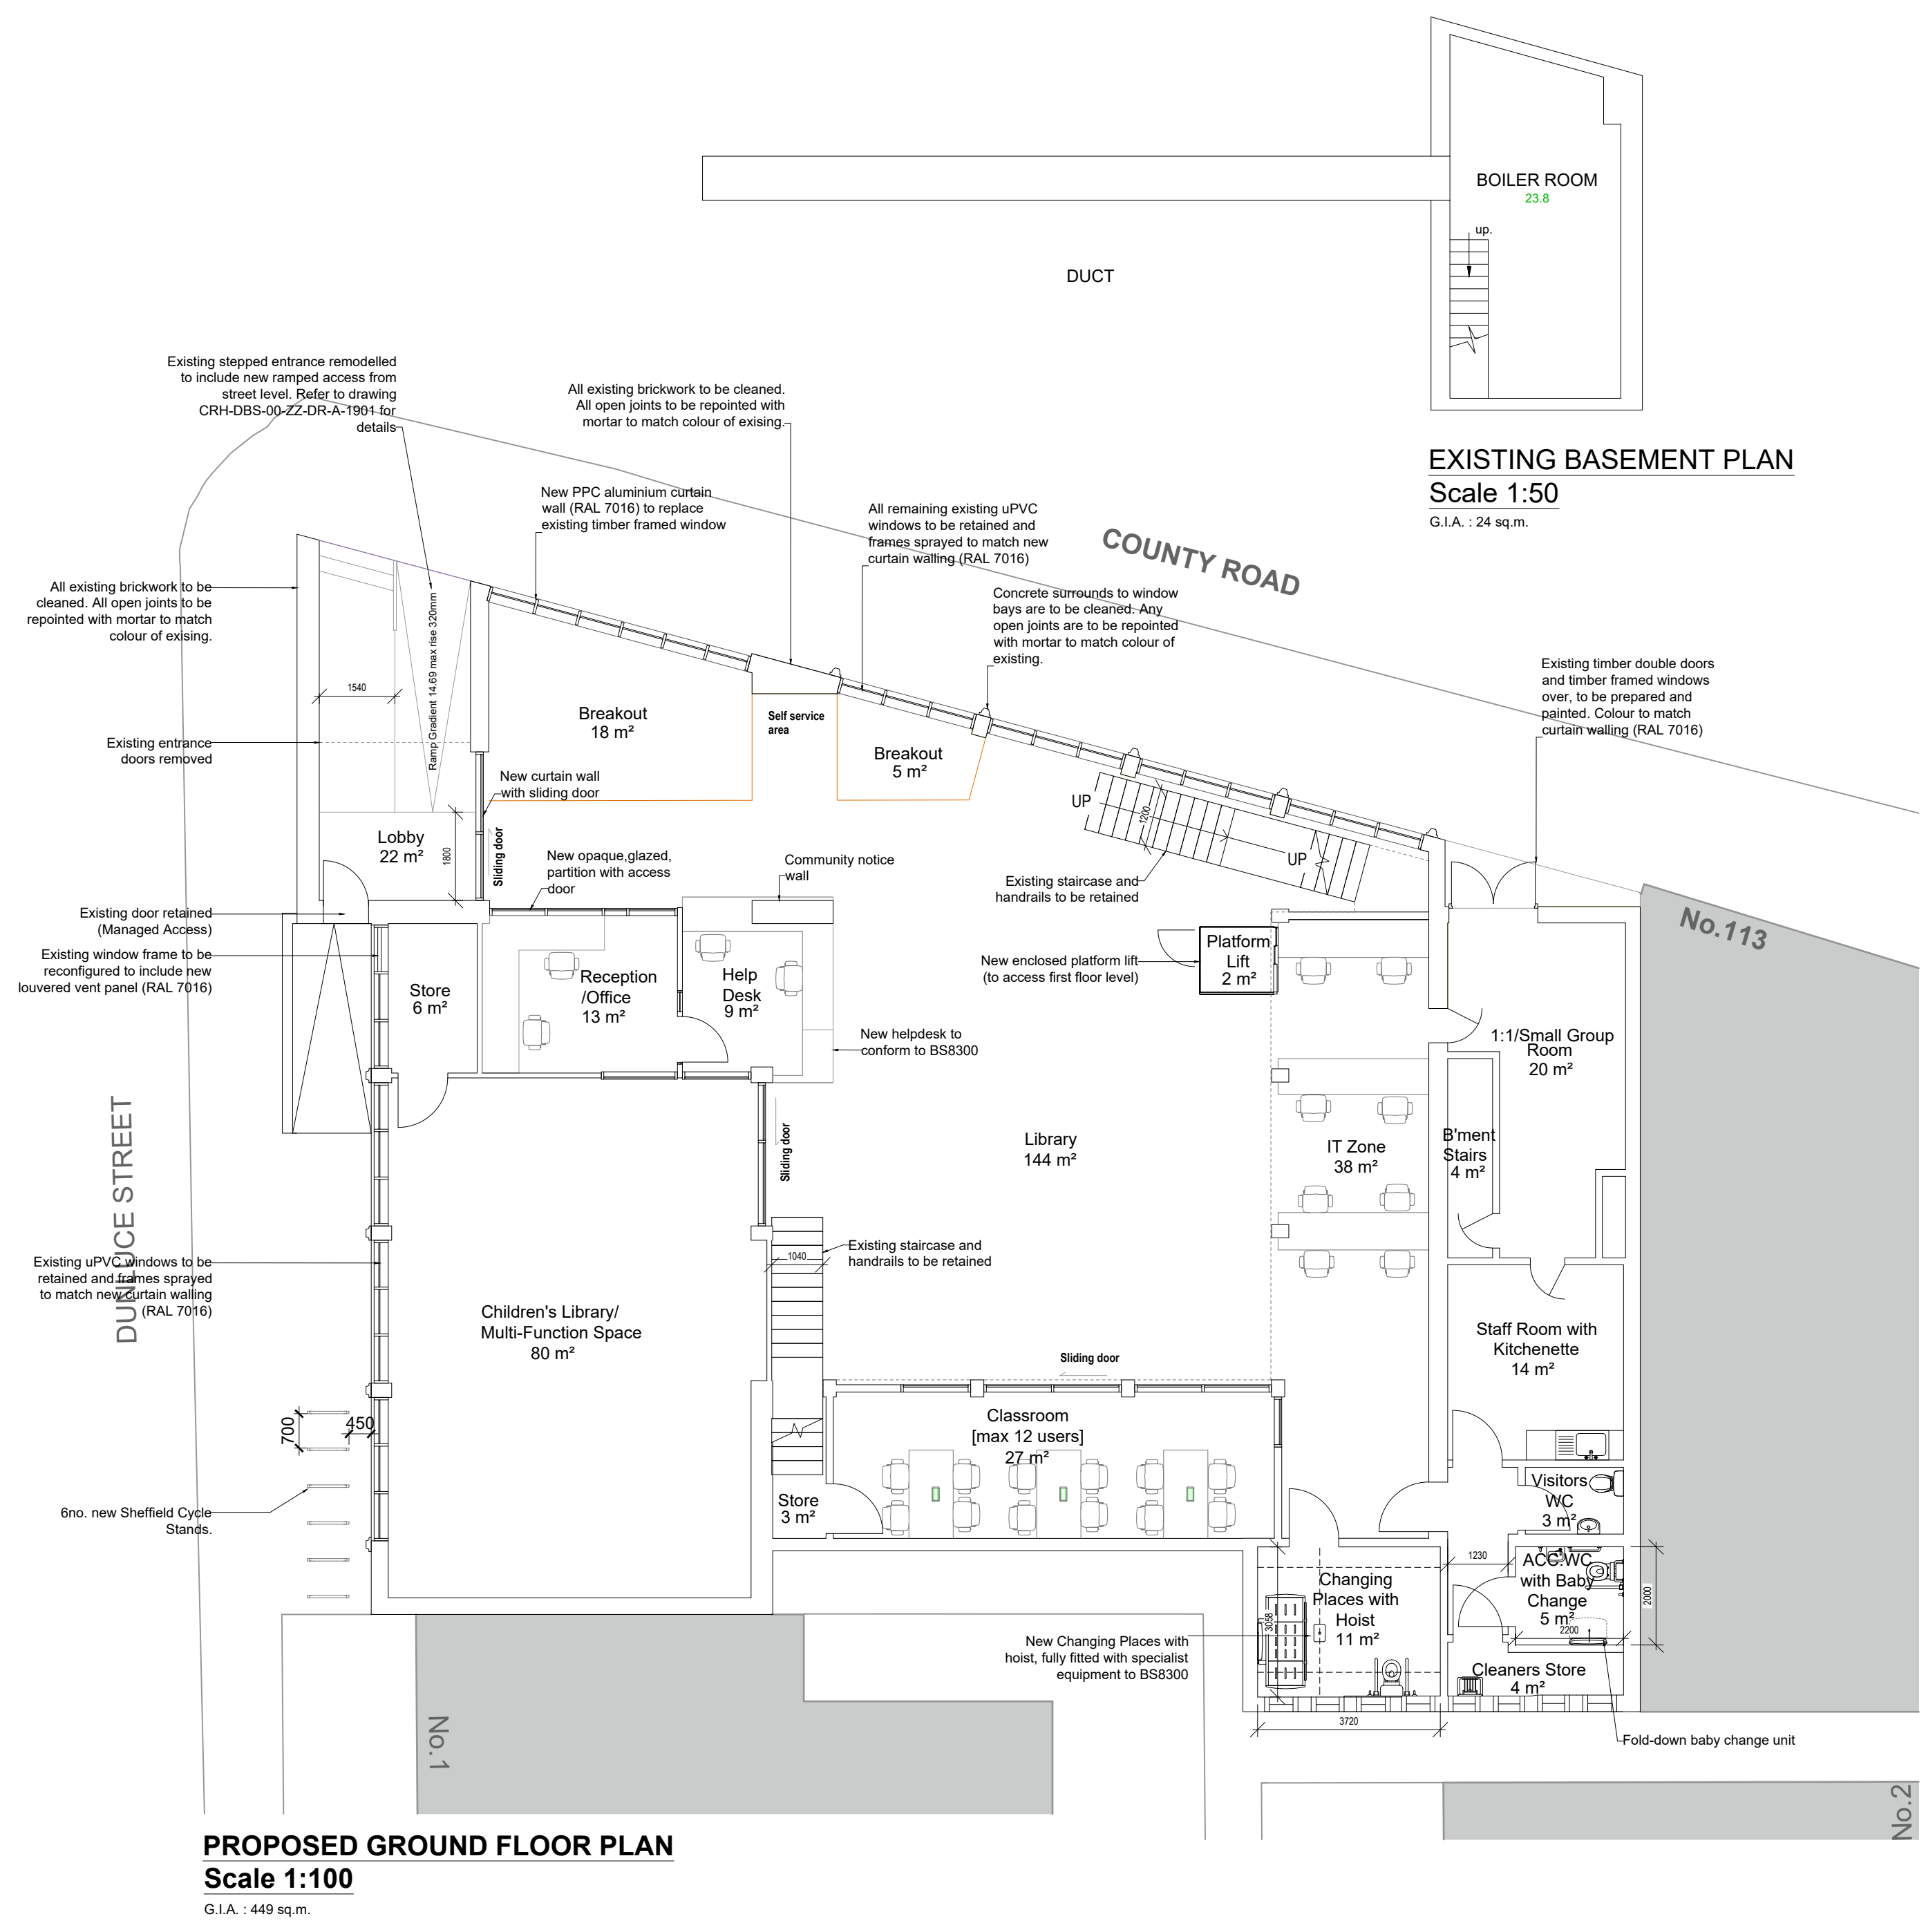 BOILER ROOM
23.8
up.
DUCT
EXISTING BASEMENT PLAN
Scale 1:50
G.I.A. : 24 sq.m.
Existing stepped entrance remodelled
to include new ramped access from
street level. Refer to drawing
CRH-DBS-00-ZZ-DR-A-1901 for
details
All existing brickwork to be cleaned.
All open joints to be repointed with
mortar to match colour of exising.
New PPC aluminium curtain
wall (RAL 7016) to replace
existing timber framed window
All remaining existing uPVC
windows to be retained and
frames sprayed to match new
curtain walling (RAL 7016)
COUNTY ROAD
Concrete surrounds to window
bays are to be cleaned. Any
open joints are to be repointed
with mortar to match colour of
existing.
All existing brickwork to be
cleaned. All open joints to be
repointed with mortar to match
colour of exising.
Existing timber double doors
and timber framed windows
over, to be prepared and
painted. Colour to match
curtain walling (RAL 7016)
Ramp Gradient 14.69 max rise 320mm
1540
Breakout
18 m²
Self service
area
Breakout
5 m²
Existing entrance
doors removed
New curtain wall
with sliding door
UP
1200
UP
Lobby
22 m²
1800
Sliding door
New opaque,glazed,
partition with access
door
Community notice
wall
Existing staircase and
handrails to be retained
Existing door retained
(Managed Access)
No.113
Existing window frame to be
reconfigured to include new
louvered vent panel (RAL 7016)
Store
6 m²
Reception
/Office
13 m²
Help
Desk
9 m²
New enclosed platform lift
(to access first floor level)
Platform
Lift
2 m²
New helpdesk to
conform to BS8300
1:1/Small Group
Room
20 m²
DUNLUCE STREET
Sliding door
Library
144 m²
IT Zone
38 m²
B'ment
Stairs
4 m²
Existing uPVC windows to be
retained and frames sprayed
to match new curtain walling
(RAL 7016)
1040
Existing staircase and
handrails to be retained
Children's Library/
Multi-Function Space
80 m²
Sliding door
Staff Room with
Kitchenette
14 m²
700
450
Classroom
[max 12 users]
27 m²
6no. new Sheffield Cycle
Stands.
Store
3 m²
Visitors
WC
3 m²
1230
ACC.WC
with Baby
Change
5 m²
2200
2000
Changing
Places with
Hoist
11 m²
3058
New Changing Places with
hoist, fully fitted with specialist
equipment to BS8300
Cleaners Store
4 m²
3720
Fold-down baby change unit
No.1
No.2
PROPOSED GROUND FLOOR PLAN
Scale 1:100
G.I.A. : 449 sq.m.